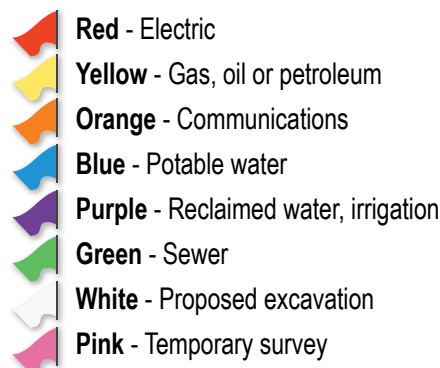 Red - Electric
Yellow - Gas, oil or petroleum
Orange - Communications
Blue - Potable water
Purple - Reclaimed water, irrigation
Green - Sewer
White - Proposed excavation
Pink - Temporary survey